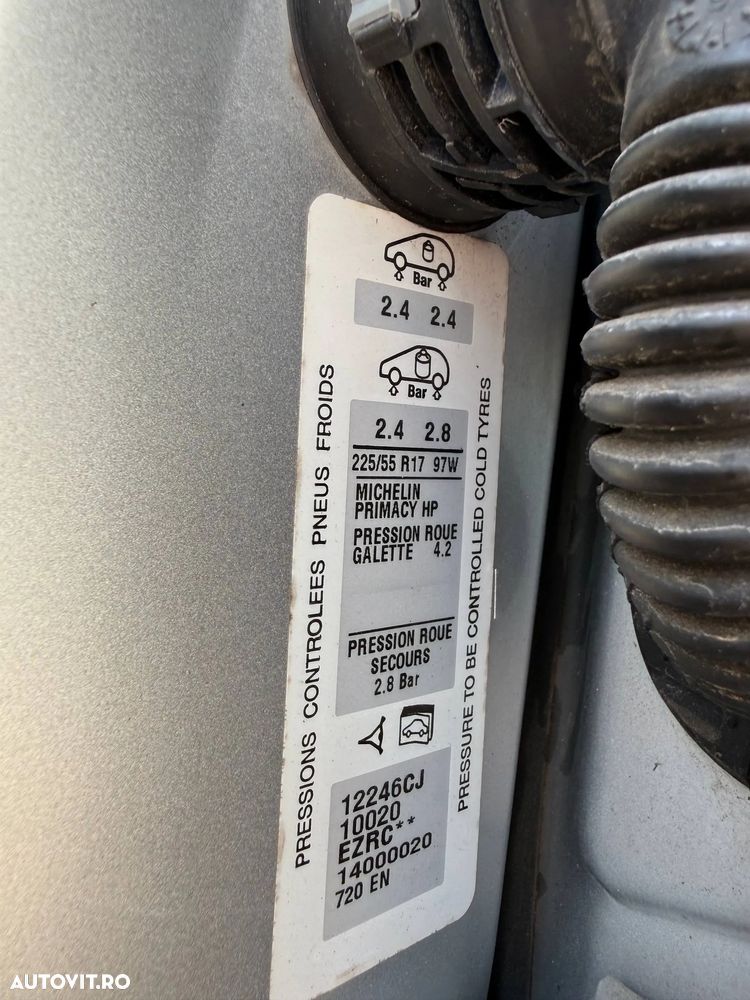 Bar
2.4 2.4
Bar
2.4 2.8
225/55 R17 97W
MICHELIN
PRIMACY HP
PRESSION ROUE
GALETTE 4.2
PRESSION ROUE
SECOURS
2.8 Bar
12246CJ
10020
EZRC**
14000020
720 EN
PRESSIONS CONTROLEES PNEUS FROIDS
PRESSURE TO BE CONTROLLED COLD TYRES
AUTOVIT.RO